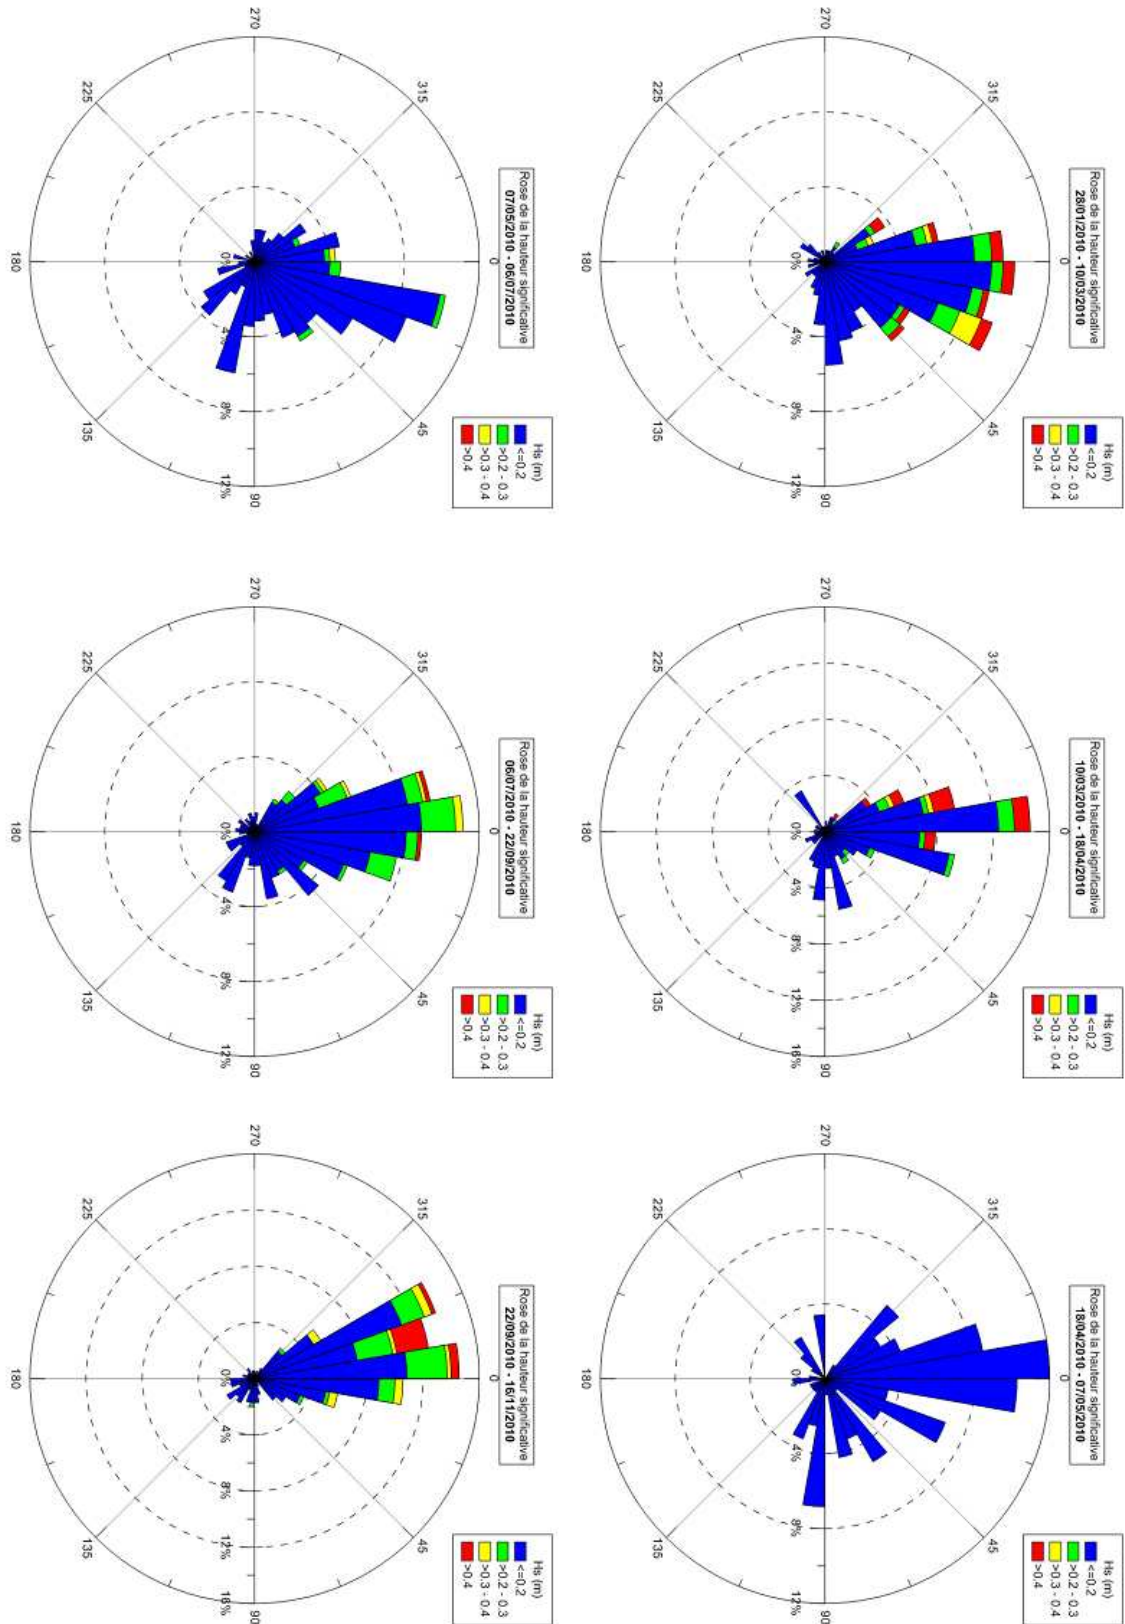 Rose de la hauteur significative
28/01/2010 - 10/03/2010
Hs (m)
<=0.2
>0.2 - 0.3
>0.3 - 0.4
>0.4
0
315
45
270
0%
4%
8%
12%
90
225
135
180
Rose de la hauteur significative
10/03/2010 - 18/04/2010
Hs (m)
<=0.2
>0.2 - 0.3
>0.3 - 0.4
>0.4
0
315
45
270
0%
4%
8%
12%
16%
90
225
135
180
Rose de la hauteur significative
18/04/2010 - 07/05/2010
Hs (m)
<=0.2
>0.2 - 0.3
>0.3 - 0.4
>0.4
0
315
45
270
0%
4%
8%
12%
90
225
135
180
Rose de la hauteur significative
07/05/2010 - 06/07/2010
Hs (m)
<=0.2
>0.2 - 0.3
>0.3 - 0.4
>0.4
0
315
45
270
0%
4%
8%
12%
90
225
135
180
Rose de la hauteur significative
06/07/2010 - 22/09/2010
Hs (m)
<=0.2
>0.2 - 0.3
>0.3 - 0.4
>0.4
0
315
45
270
0%
4%
8%
12%
90
225
135
180
Rose de la hauteur significative
22/09/2010 - 16/11/2010
Hs (m)
<=0.2
>0.2 - 0.3
>0.3 - 0.4
>0.4
0
315
45
270
0%
4%
8%
12%
16%
90
225
135
180